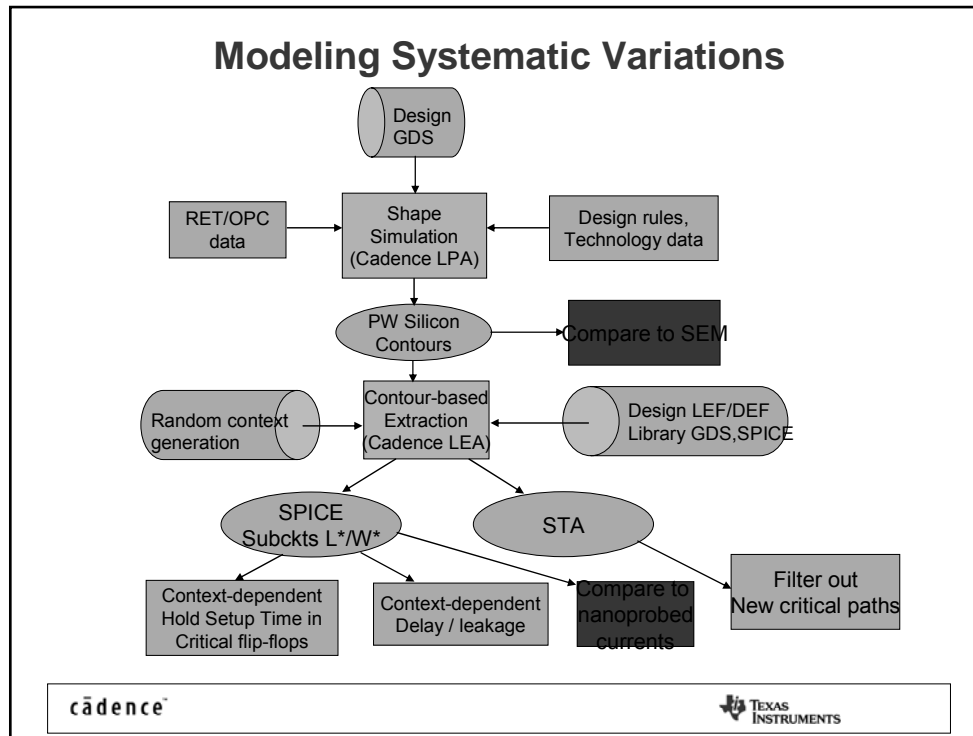 Modeling Systematic Variations
Design
GDS
RET/OPC
data
Shape
Simulation
(Cadence LPA)
Design rules,
Technology data
PW Silicon
Contours
Compare to SEM
Random context
generation
Contour-based
Extraction
(Cadence LEA)
Design LEF/DEF
Library GDS,SPICE
SPICE
Subckts L*/W*
STA
Context-dependent
Hold Setup Time in
Critical flip-flops
Context-dependent
Delay / leakage
Compare to
nanoprobed
currents
Filter out
New critical paths
cādence™
TEXAS
INSTRUMENTS